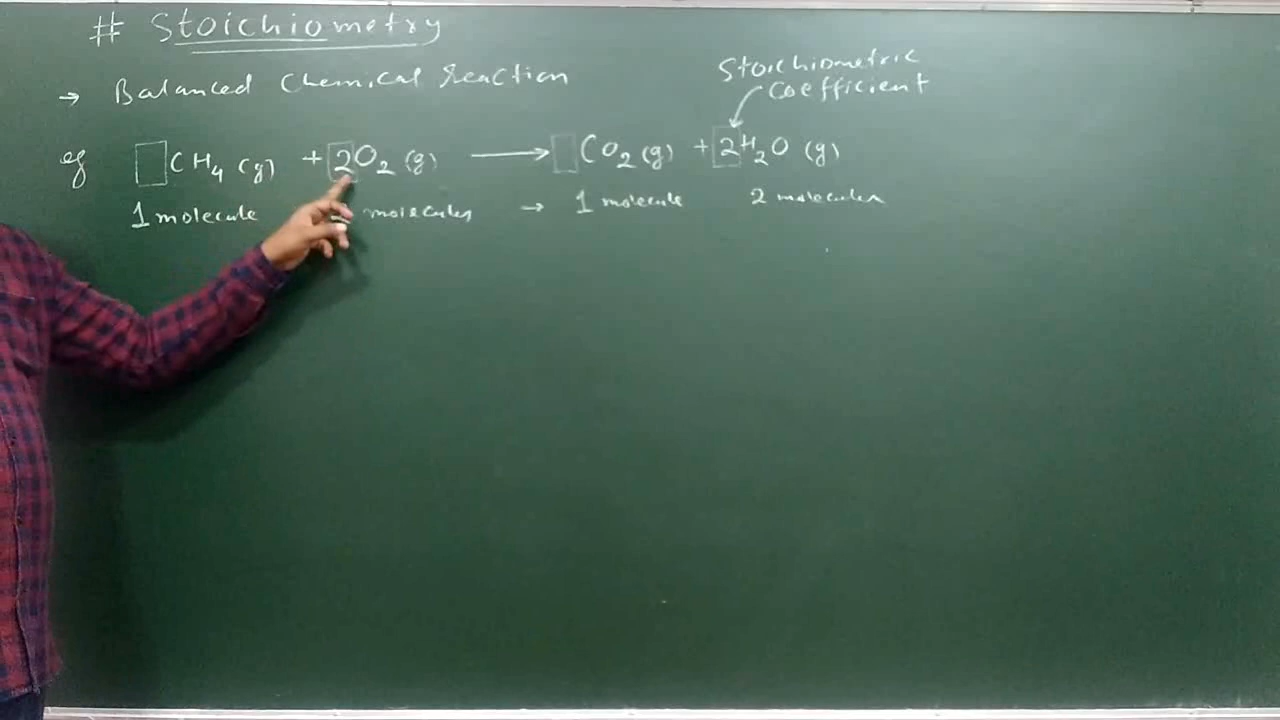 # Stoichiometry
→ Balanced Chemical Reaction
Stoichiometric
Coefficient
eg CH₄ (g) + 2O₂ (g) → CO₂ (g) + 2H₂O (g)
1 molecule molecules → 1 molecule 2 molecules